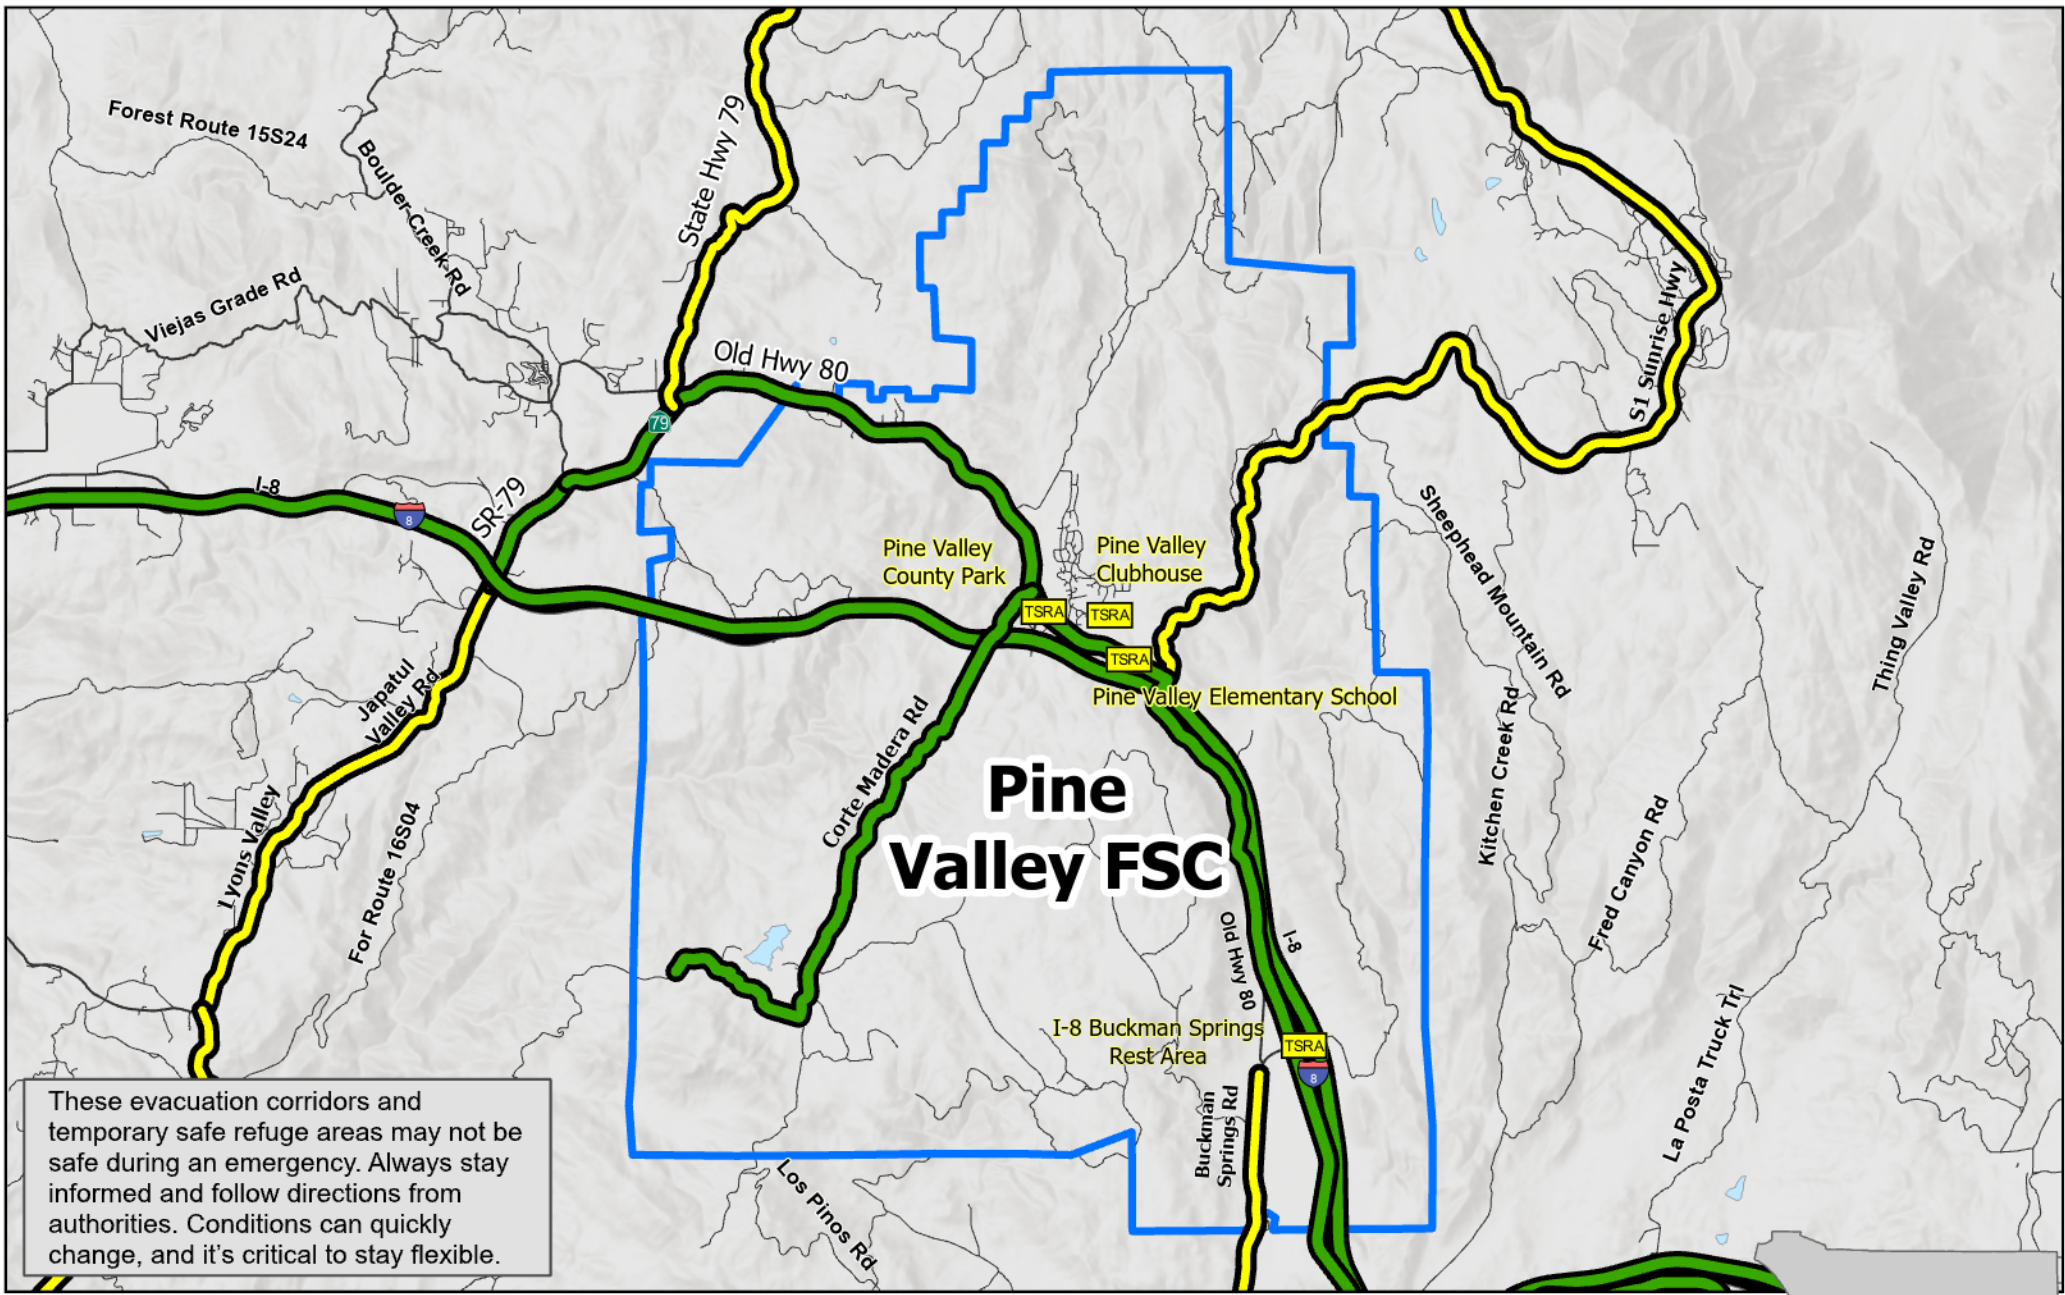 Forest Route 15S24
Boulder Creek Rd
State Hwy 79
Viejas Grade Rd
Old Hwy 80
S1 Sunrise Hwy
79
I-8
8
SR-79
Pine Valley
County Park
Pine Valley
Clubhouse
TSRA
TSRA
TSRA
Pine Valley Elementary School
Sheephead Mountain Rd
Thing Valley Rd
Japatul
Valley Rd
Corte Madera Rd
Kitchen Creek Rd
Pine
Valley FSC
Lyons Valley
For Route 16S04
Fred Canyon Rd
Old Hwy 80
I-8
I-8 Buckman Springs
Rest Area
TSRA
8
La Posta Truck Trl
Buckman
Springs Rd
Los Pinos Rd
These evacuation corridors and
temporary safe refuge areas may not be
safe during an emergency. Always stay
informed and follow directions from
authorities. Conditions can quickly
change, and it's critical to stay flexible.